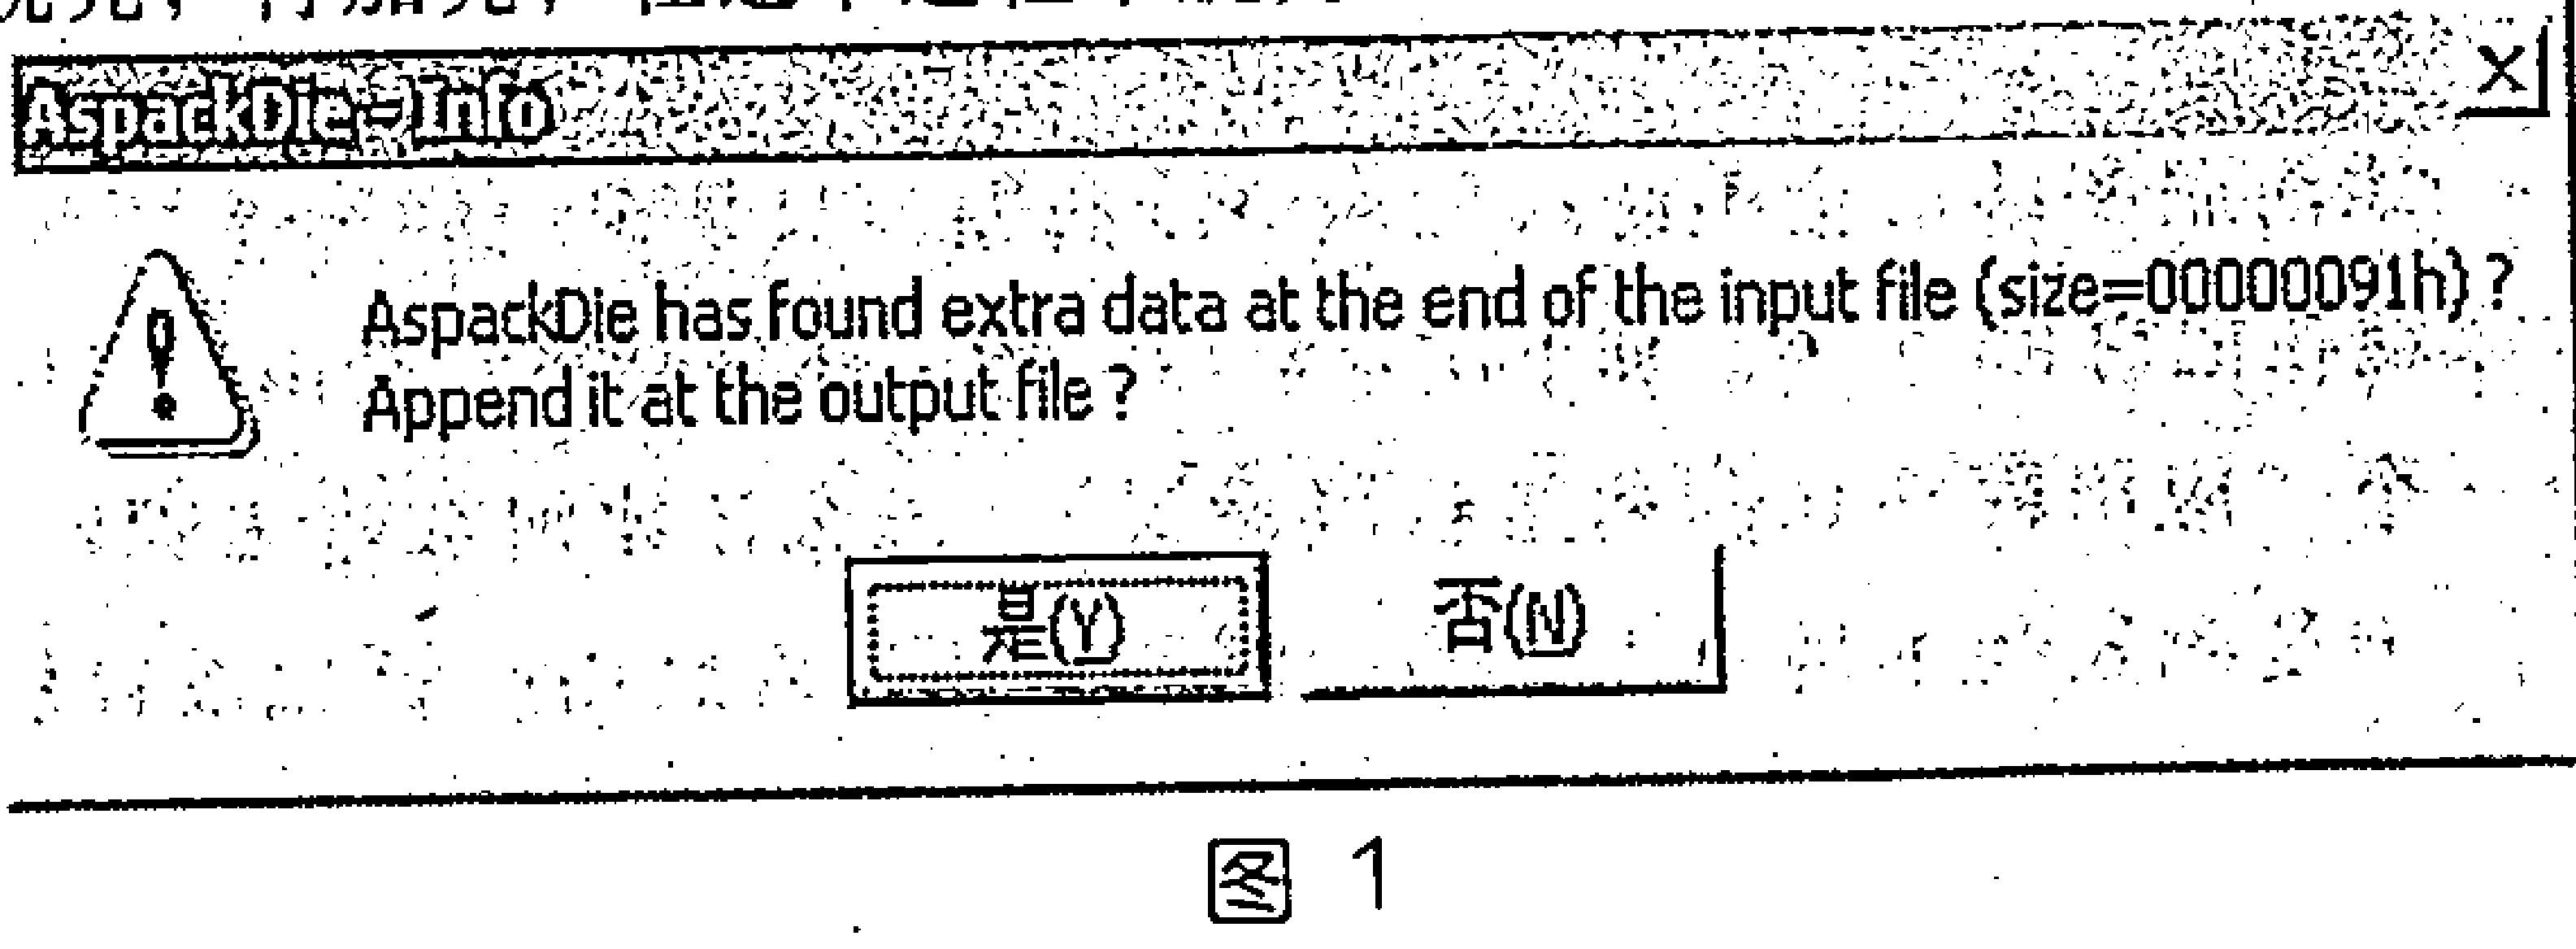 AspackDie - Info
AspackDie has found extra data at the end of the input file (size=00000091h) ?
Append it at the output file ?
是(Y) 否(N)
图 1